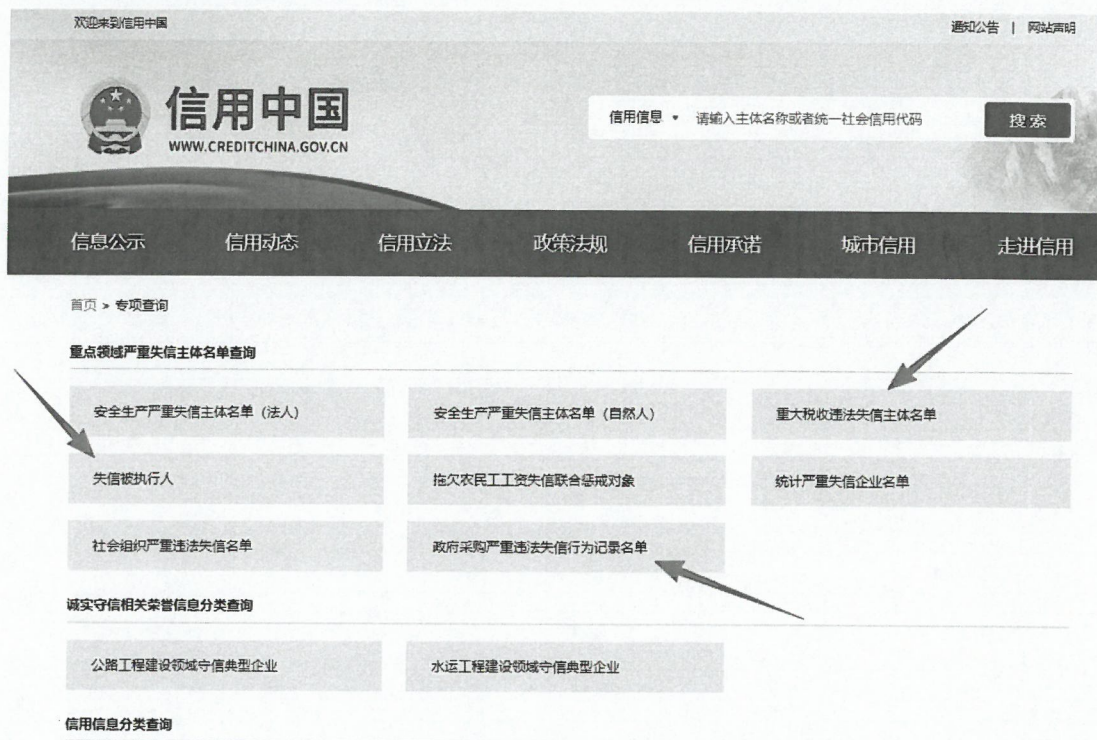 欢迎来到信用中国
通知公告 | 网站声明
信用中国
WWW.CREDITCHINA.GOV.CN
信用信息 请输入主体名称或者统一社会信用代码 搜索
信息公示 信用动态 信用立法 政策法规 信用承诺 城市信用 走进信用
首页 > 专项查询
重点领域严重失信主体名单查询
安全生产严重失信主体名单（法人） 安全生产严重失信主体名单（自然人） 重大税收违法失信主体名单
失信被执行人 拖欠农民工工资失信联合惩戒对象 统计严重失信企业名单
社会组织严重违法失信名单 政府采购严重违法失信行为记录名单
诚实守信相关荣誉信息分类查询
公路工程建设领域守信典型企业 水运工程建设领域守信典型企业
信用信息分类查询